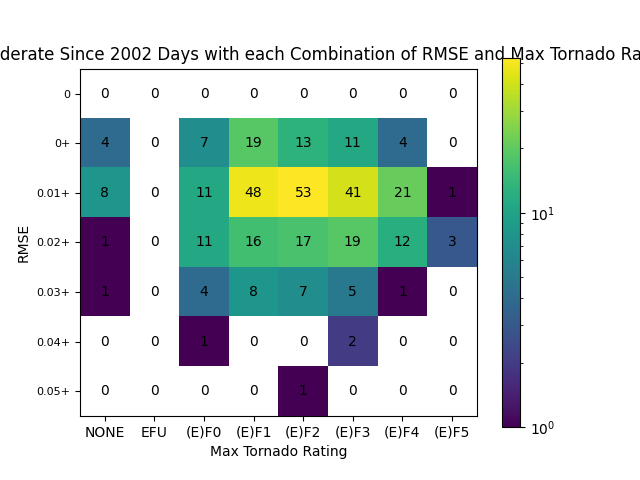 derate Since 2002 Days with each Combination of RMSE and Max Tornado Ra
0 0 0 0 0 0 0 0 0
0+ 4 0 7 19 13 11 4 0
0.01+ 8 0 11 48 53 41 21 1
0.02+ 1 0 11 16 17 19 12 3
0.03+ 1 0 4 8 7 5 1 0
0.04+ 0 0 1 0 0 2 0 0
0.05+ 0 0 0 0 1 0 0 0
NONE EFU (E)F0 (E)F1 (E)F2 (E)F3 (E)F4 (E)F5
Max Tornado Rating
RMSE
10¹
10⁰